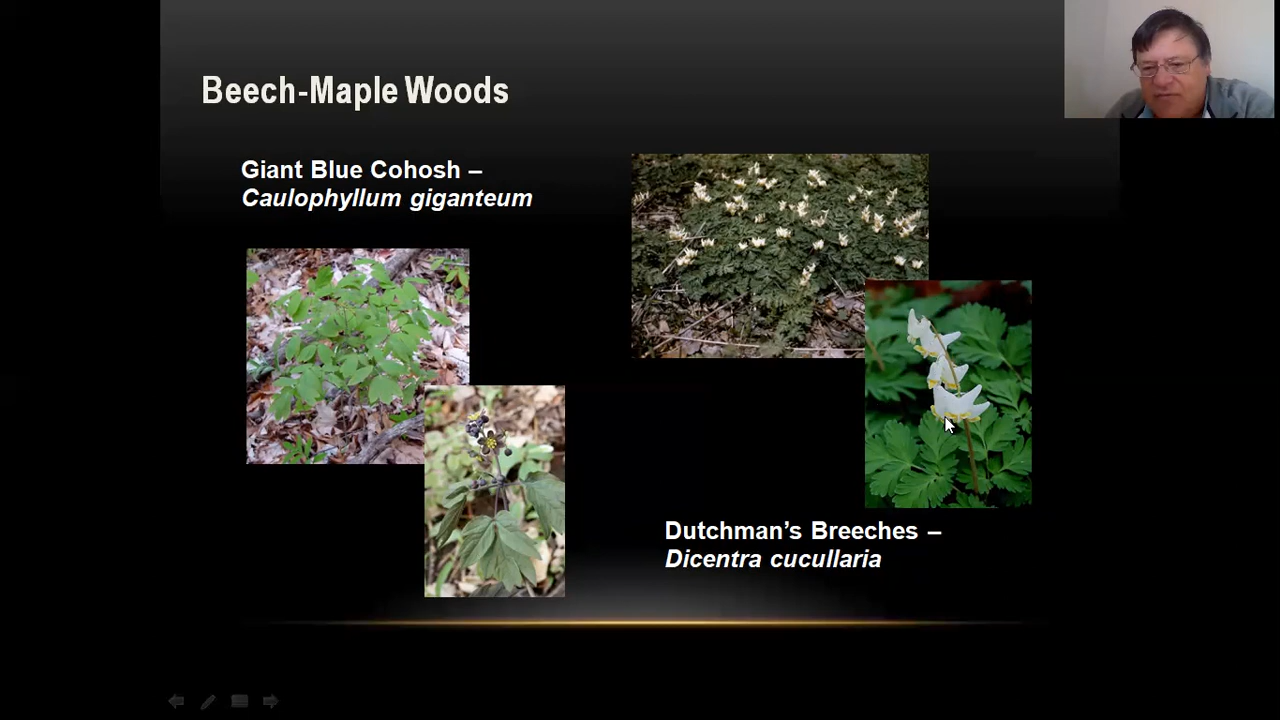 Beech-Maple Woods
Giant Blue Cohosh –
Caulophyllum giganteum
Dutchman’s Breeches –
Dicentra cucullaria